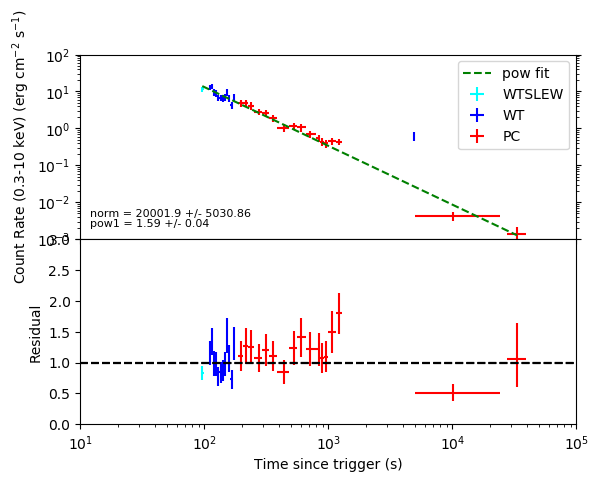 Count Rate (0.3-10 keV) (erg cm⁻² s⁻¹)
10²
10¹
10⁰
10⁻¹
10⁻²
10⁻³
pow fit
WTSLEW
WT
PC
norm = 20001.9 +/- 5030.86
pow1 = 1.59 +/- 0.04
Residual
3.0
2.5
2.0
1.5
1.0
0.5
0.0
10¹ 10² 10³ 10⁴ 10⁵
Time since trigger (s)